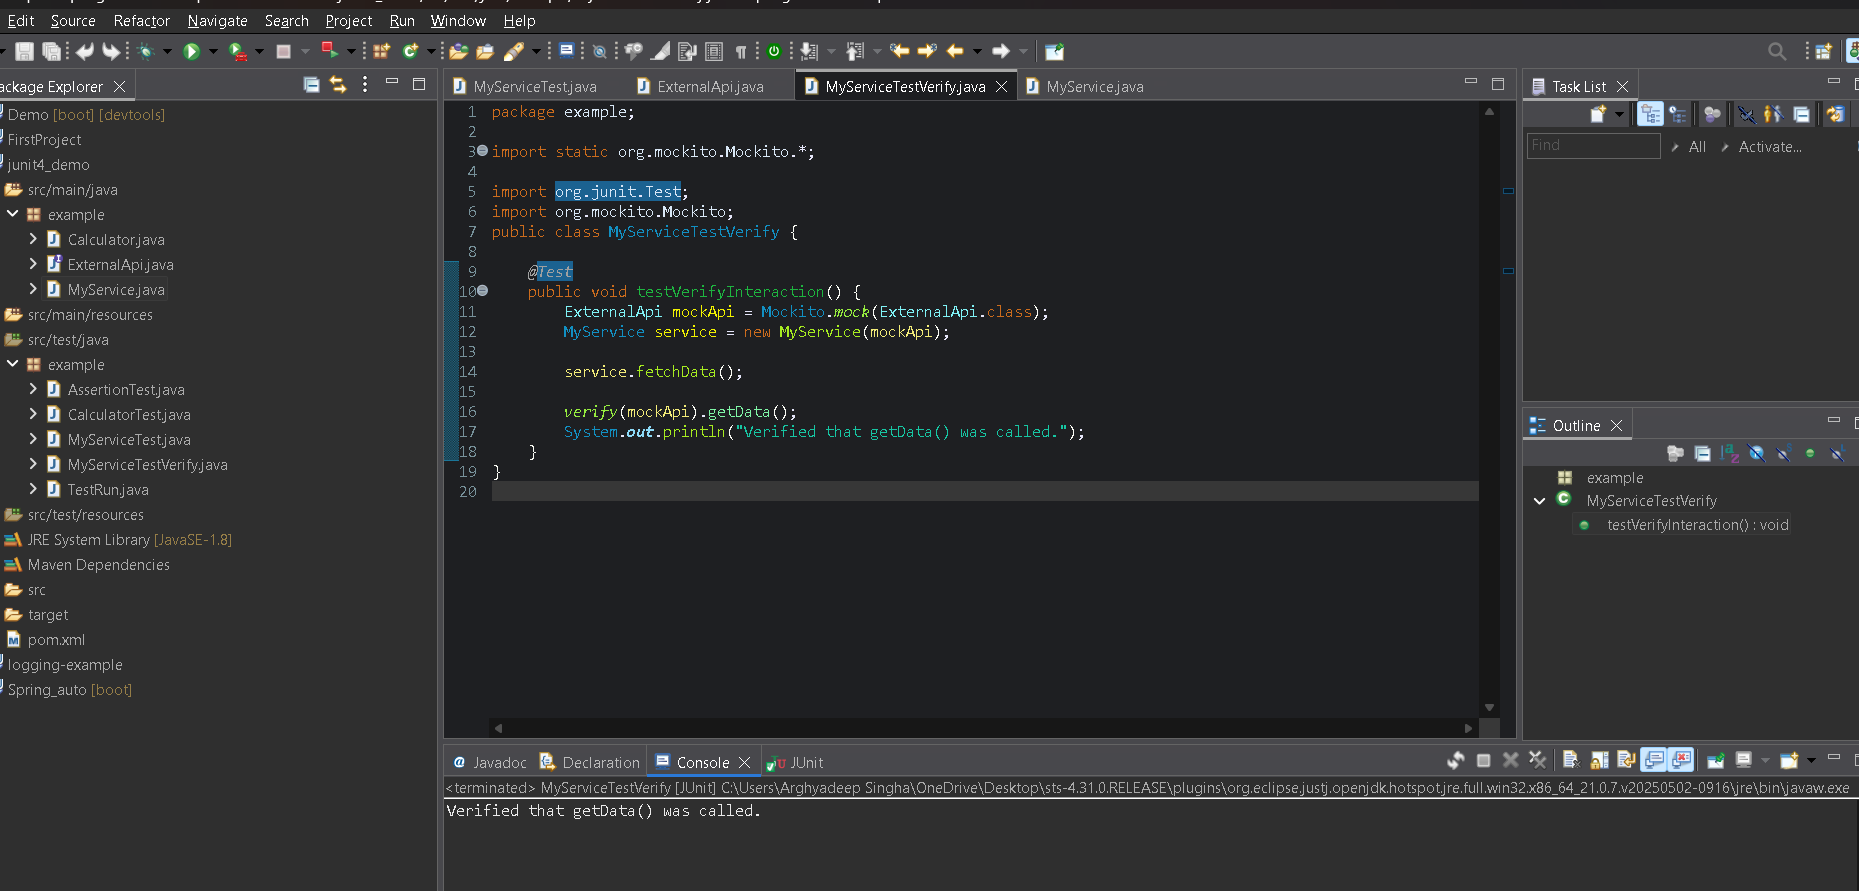 Edit Source Refactor Navigate Search Project Run Window Help
ackage Explorer
Demo [boot] [devtools]
FirstProject
junit4_demo
src/main/java
example
Calculator.java
ExternalApi.java
MyService.java
src/main/resources
src/test/java
example
AssertionTest.java
CalculatorTest.java
MyServiceTest.java
MyServiceTestVerify.java
TestRun.java
src/test/resources
JRE System Library [JavaSE-1.8]
Maven Dependencies
src
target
pom.xml
logging-example
Spring_auto [boot]
MyServiceTest.java ExternalApi.java MyServiceTestVerify.java MyService.java
1 package example;
2
3 import static org.mockito.Mockito.*;
4
5 import org.junit.Test;
6 import org.mockito.Mockito;
7 public class MyServiceTestVerify {
8
9 @Test
10 public void testVerifyInteraction() {
11 ExternalApi mockApi = Mockito.mock(ExternalApi.class);
12 MyService service = new MyService(mockApi);
13
14 service.fetchData();
15
16 verify(mockApi).getData();
17 System.out.println("Verified that getData() was called.");
18 }
19 }
20
Task List
Find All Activate...
Outline
example
MyServiceTestVerify
testVerifyInteraction() : void
Javadoc Declaration Console JUnit
<terminated> MyServiceTestVerify [JUnit] C:\Users\Arghyadeep Singha\OneDrive\Desktop\sts-4.31.0.RELEASE\plugins\org.eclipse.justj.openjdk.hotspot.jre.full.win32.x86_64_21.0.7.v20250502-0916\jre\bin\javaw.exe
Verified that getData() was called.